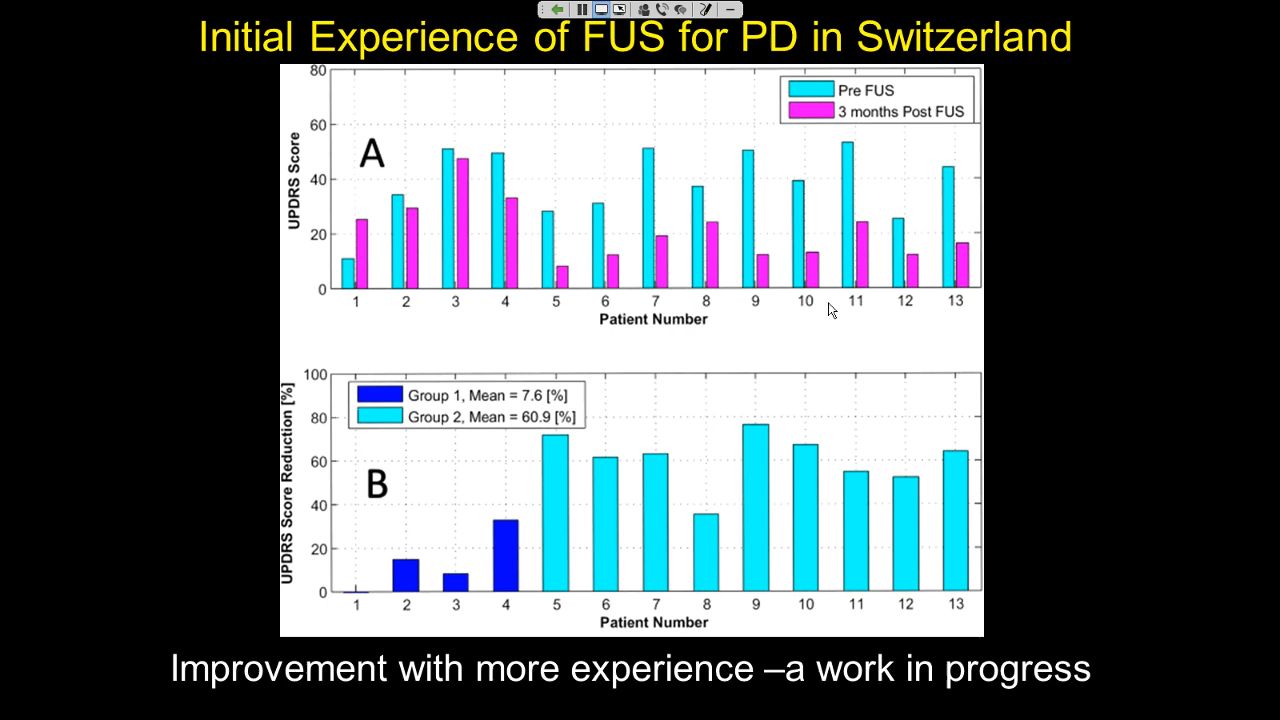 Initial Experience of FUS for PD in Switzerland
80
60
40
20
0
UPDRS Score
A
Pre FUS
3 months Post FUS
1 2 3 4 5 6 7 8 9 10 11 12 13
Patient Number
100
80
60
40
20
0
UPDRS Score Reduction [%]
Group 1, Mean = 7.6 [%]
Group 2, Mean = 60.9 [%]
B
1 2 3 4 5 6 7 8 9 10 11 12 13
Patient Number
Improvement with more experience –a work in progress